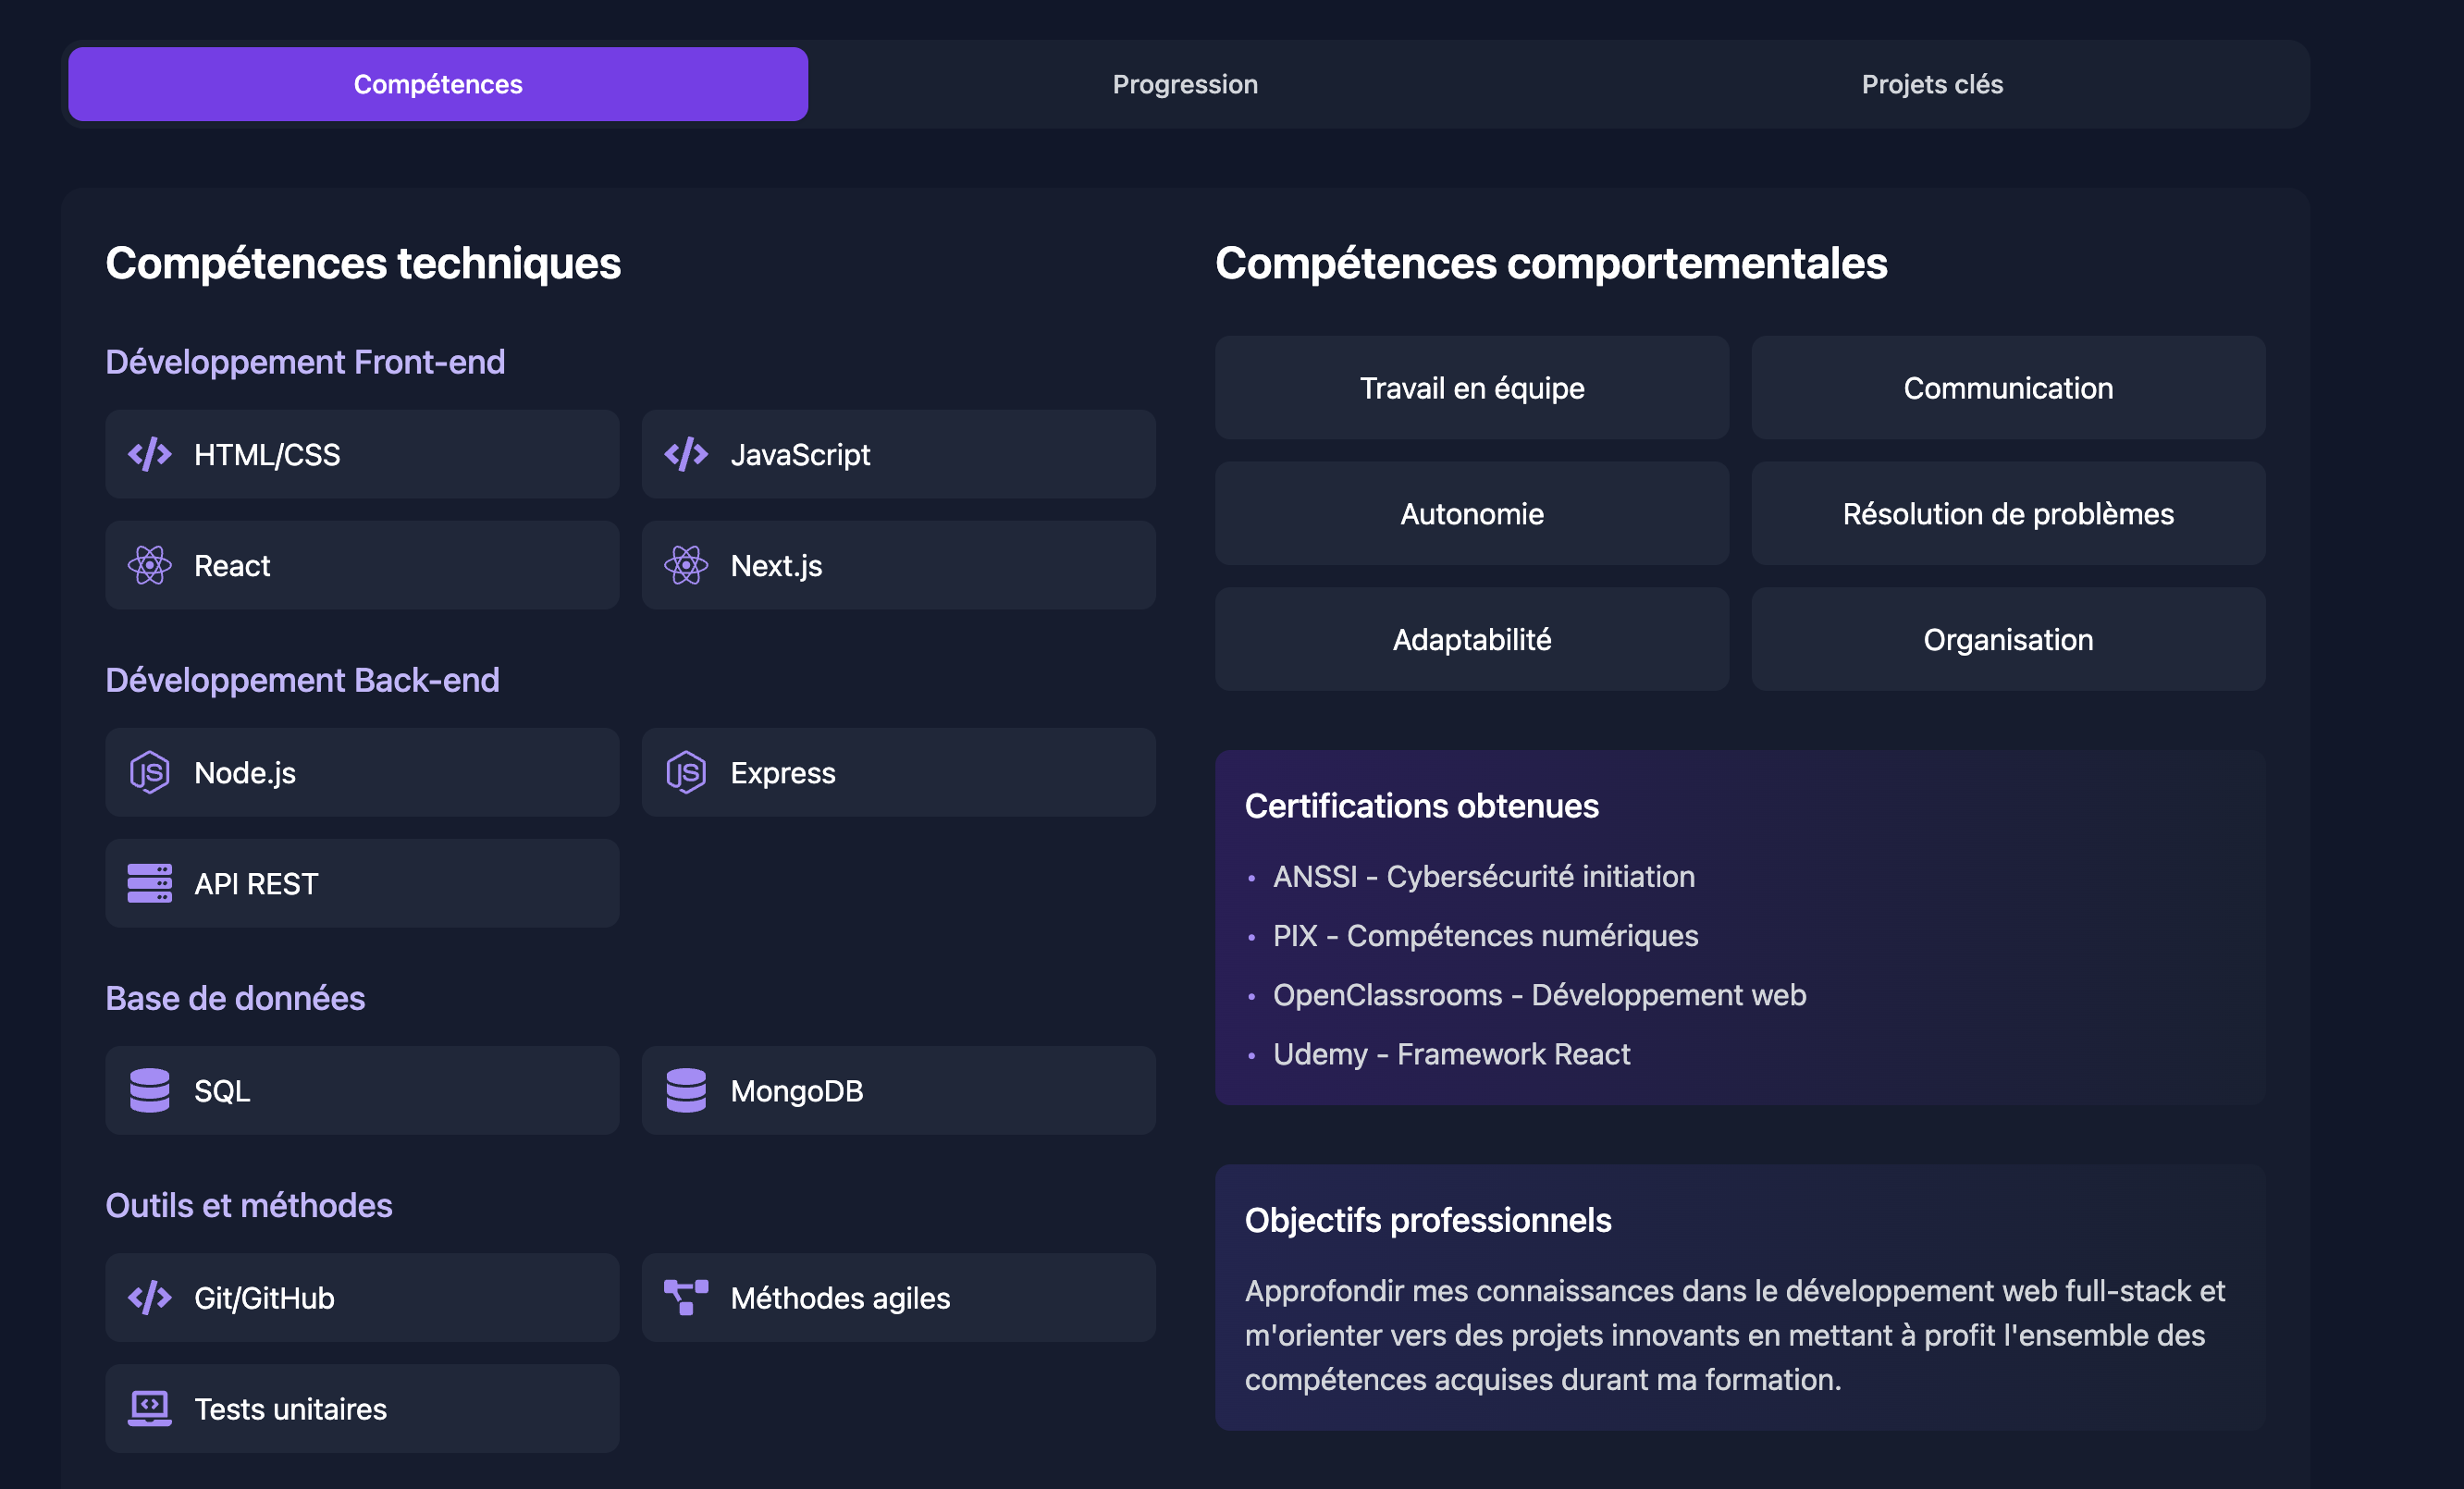 Compétences
Progression
Projets clés
Compétences techniques
Développement Front-end
HTML/CSS
JavaScript
React
Next.js
Développement Back-end
Node.js
Express
API REST
Base de données
SQL
MongoDB
Outils et méthodes
Git/GitHub
Méthodes agiles
Tests unitaires
Compétences comportementales
Travail en équipe
Communication
Autonomie
Résolution de problèmes
Adaptabilité
Organisation
Certifications obtenues
• ANSSI - Cybersécurité initiation
• PIX - Compétences numériques
• OpenClassrooms - Développement web
• Udemy - Framework React
Objectifs professionnels
Approfondir mes connaissances dans le développement web full-stack et
m'orienter vers des projets innovants en mettant à profit l'ensemble des
compétences acquises durant ma formation.